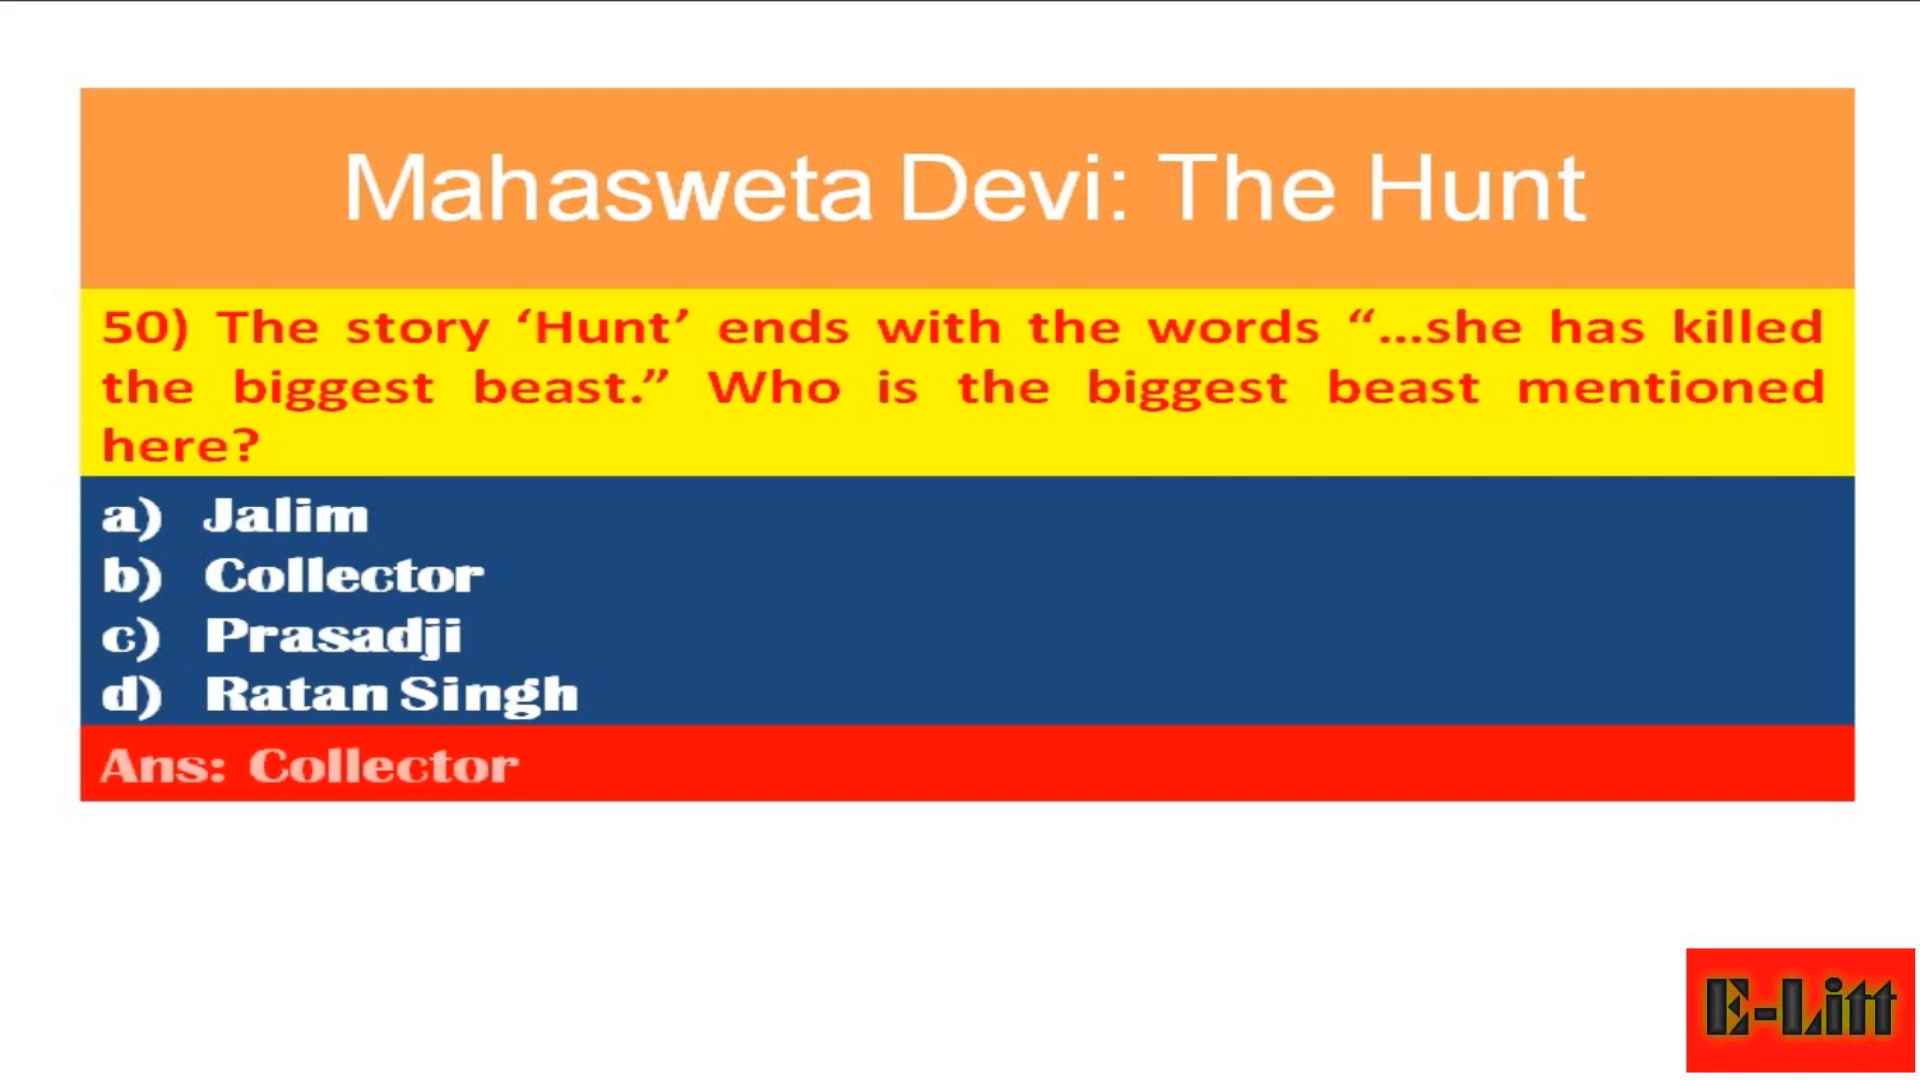 Mahasweta Devi: The Hunt
50) The story ‘Hunt’ ends with the words “...she has killed
the biggest beast.” Who is the biggest beast mentioned
here?
a) Jalim
b) Collector
c) Prasadji
d) Ratan Singh
Ans: Collector
E-Litt